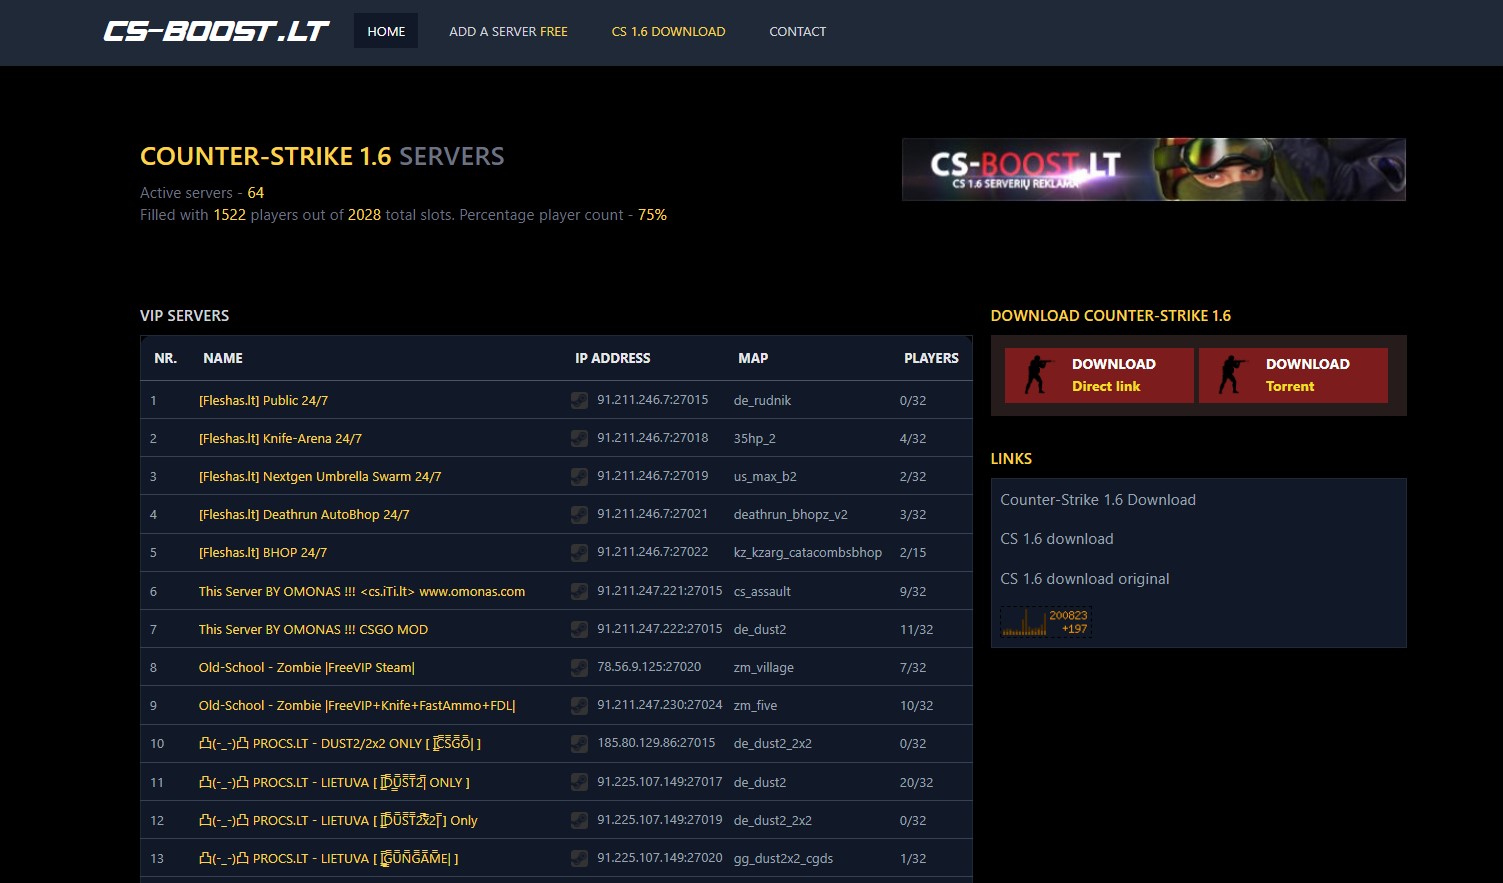 CS-BOOST.LT
HOME ADD A SERVER FREE CS 1.6 DOWNLOAD CONTACT
COUNTER-STRIKE 1.6 SERVERS
Active servers - 64
Filled with 1522 players out of 2028 total slots. Percentage player count - 75%
CS-BOOST.LT
CS 1.6 SERVERIŲ REKLAMA
VIP SERVERS
NR. NAME IP ADDRESS MAP PLAYERS
1 [Fleshas.lt] Public 24/7 91.211.246.7:27015 de_rudnik 0/32
2 [Fleshas.lt] Knife-Arena 24/7 91.211.246.7:27018 35hp_2 4/32
3 [Fleshas.lt] Nextgen Umbrella Swarm 24/7 91.211.246.7:27019 us_max_b2 2/32
4 [Fleshas.lt] Deathrun AutoBhop 24/7 91.211.246.7:27021 deathrun_bhopz_v2 3/32
5 [Fleshas.lt] BHOP 24/7 91.211.246.7:27022 kz_kzarg_catacombsbhop 2/15
6 This Server BY OMONAS !!! <cs.iTi.lt> www.omonas.com 91.211.247.221:27015 cs_assault 9/32
7 This Server BY OMONAS !!! CSGO MOD 91.211.247.222:27015 de_dust2 11/32
8 Old-School - Zombie |FreeVIP Steam| 78.56.9.125:27020 zm_village 7/32
9 Old-School - Zombie |FreeVIP+Knife+FastAmmo+FDL| 91.211.247.230:27024 zm_five 10/32
10 凸(-_-)凸 PROCS.LT - DUST2/2x2 ONLY [ |CSGO| ] 185.80.129.86:27015 de_dust2_2x2 0/32
11 凸(-_-)凸 PROCS.LT - LIETUVA [ |DUST2| ONLY ] 91.225.107.149:27017 de_dust2 20/32
12 凸(-_-)凸 PROCS.LT - LIETUVA [ |DUST2x2| ] Only 91.225.107.149:27019 de_dust2_2x2 0/32
13 凸(-_-)凸 PROCS.LT - LIETUVA [ |GUNGAME| ] 91.225.107.149:27020 gg_dust2x2_cgds 1/32
DOWNLOAD COUNTER-STRIKE 1.6
DOWNLOAD
Direct link
DOWNLOAD
Torrent
LINKS
Counter-Strike 1.6 Download
CS 1.6 download
CS 1.6 download original
200823
+197